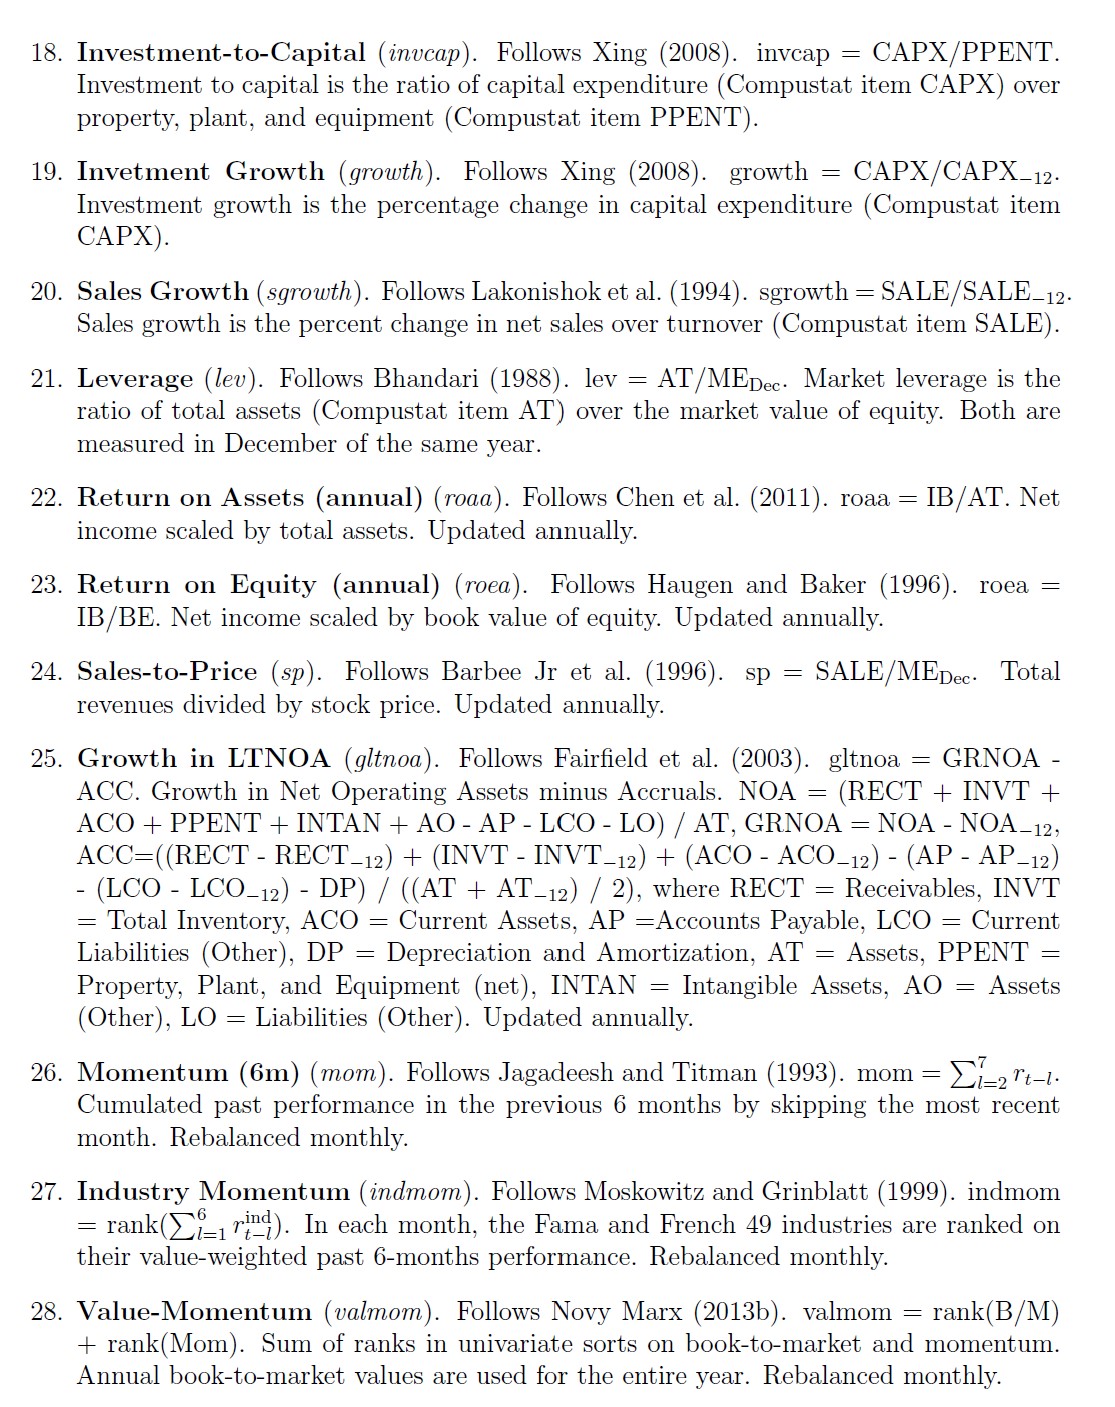 18. Investment-to-Capital (invcap). Follows Xing (2008). invcap = CAPX/PPENT.
Investment to capital is the ratio of capital expenditure (Compustat item CAPX) over
property, plant, and equipment (Compustat item PPENT).
19. Invetment Growth (growth). Follows Xing (2008). growth = CAPX/CAPX₋₁₂.
Investment growth is the percentage change in capital expenditure (Compustat item
CAPX).
20. Sales Growth (sgrowth). Follows Lakonishok et al. (1994). sgrowth = SALE/SALE₋₁₂.
Sales growth is the percent change in net sales over turnover (Compustat item SALE).
21. Leverage (lev). Follows Bhandari (1988). lev = AT/ME_Dec. Market leverage is the
ratio of total assets (Compustat item AT) over the market value of equity. Both are
measured in December of the same year.
22. Return on Assets (annual) (roaa). Follows Chen et al. (2011). roaa = IB/AT. Net
income scaled by total assets. Updated annually.
23. Return on Equity (annual) (roea). Follows Haugen and Baker (1996). roea =
IB/BE. Net income scaled by book value of equity. Updated annually.
24. Sales-to-Price (sp). Follows Barbee Jr et al. (1996). sp = SALE/ME_Dec. Total
revenues divided by stock price. Updated annually.
25. Growth in LTNOA (gltnoa). Follows Fairfield et al. (2003). gltnoa = GRNOA -
ACC. Growth in Net Operating Assets minus Accruals. NOA = (RECT + INVT +
ACO + PPENT + INTAN + AO - AP - LCO - LO) / AT, GRNOA = NOA - NOA₋₁₂,
ACC=((RECT - RECT₋₁₂) + (INVT - INVT₋₁₂) + (ACO - ACO₋₁₂) - (AP - AP₋₁₂)
- (LCO - LCO₋₁₂) - DP) / ((AT + AT₋₁₂) / 2), where RECT = Receivables, INVT
= Total Inventory, ACO = Current Assets, AP =Accounts Payable, LCO = Current
Liabilities (Other), DP = Depreciation and Amortization, AT = Assets, PPENT =
Property, Plant, and Equipment (net), INTAN = Intangible Assets, AO = Assets
(Other), LO = Liabilities (Other). Updated annually.
26. Momentum (6m) (mom). Follows Jagadeesh and Titman (1993). mom = ∑_{l=2}^{7} r_{t−l}.
Cumulated past performance in the previous 6 months by skipping the most recent
month. Rebalanced monthly.
27. Industry Momentum (indmom). Follows Moskowitz and Grinblatt (1999). indmom
= rank(∑_{l=1}^{6} r_{t−l}^{ind}). In each month, the Fama and French 49 industries are ranked on
their value-weighted past 6-months performance. Rebalanced monthly.
28. Value-Momentum (valmom). Follows Novy Marx (2013b). valmom = rank(B/M)
+ rank(Mom). Sum of ranks in univariate sorts on book-to-market and momentum.
Annual book-to-market values are used for the entire year. Rebalanced monthly.